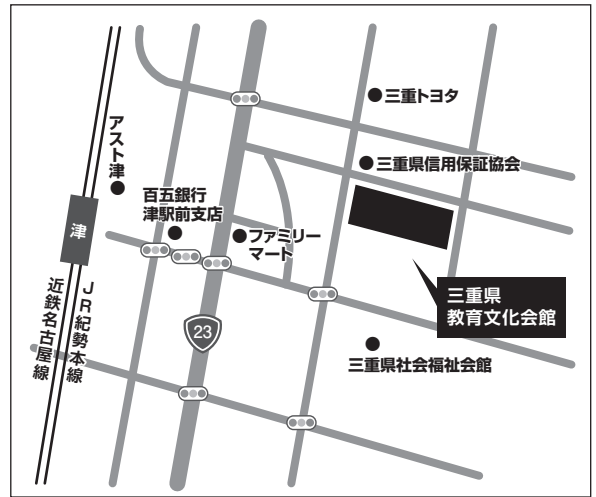 三重トヨタ
アスト津
三重県信用保証協会
百五銀行
津駅前支店
津
ファミリー
マート
三重県
教育文化会館
23
JR紀勢本線
近鉄名古屋線
三重県社会福祉会館